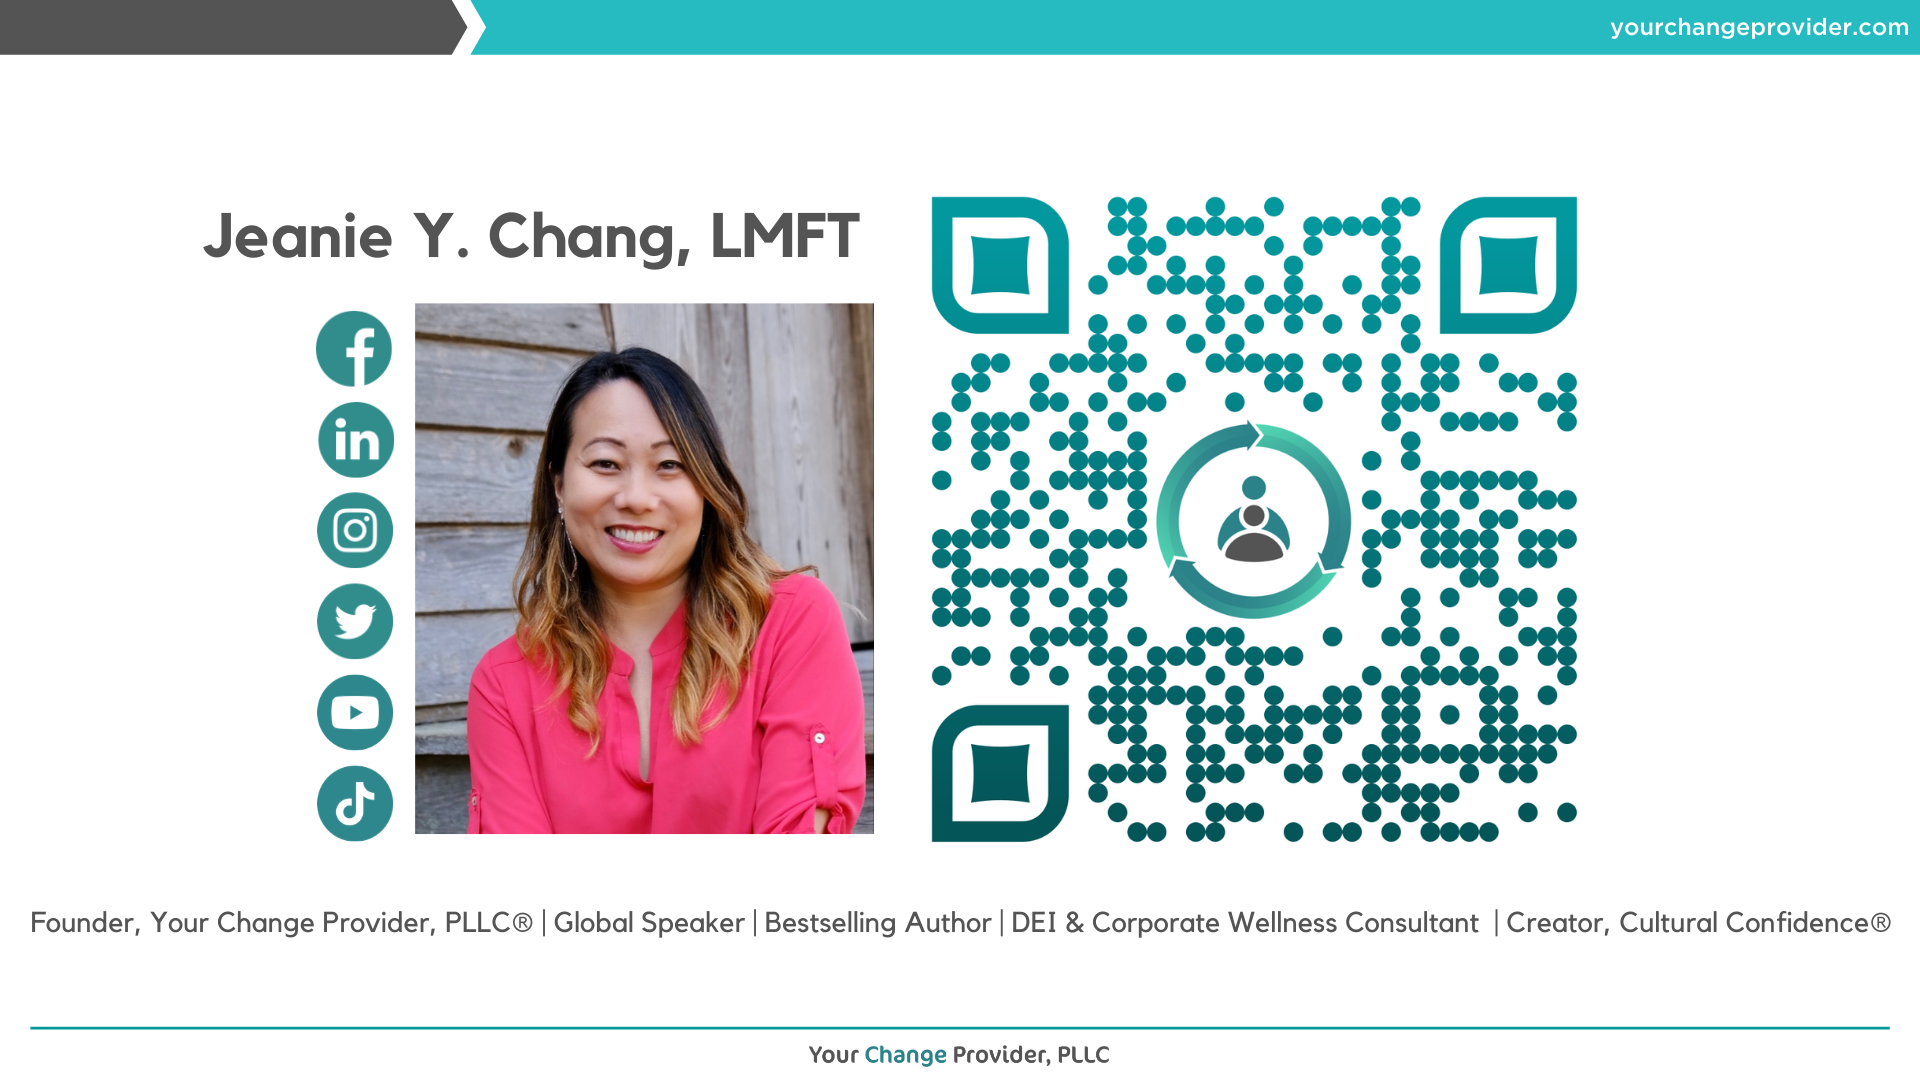 yourchangeprovider.com
Jeanie Y. Chang, LMFT
Founder, Your Change Provider, PLLC® | Global Speaker | Bestselling Author | DEI & Corporate Wellness Consultant | Creator, Cultural Confidence®
Your Change Provider, PLLC